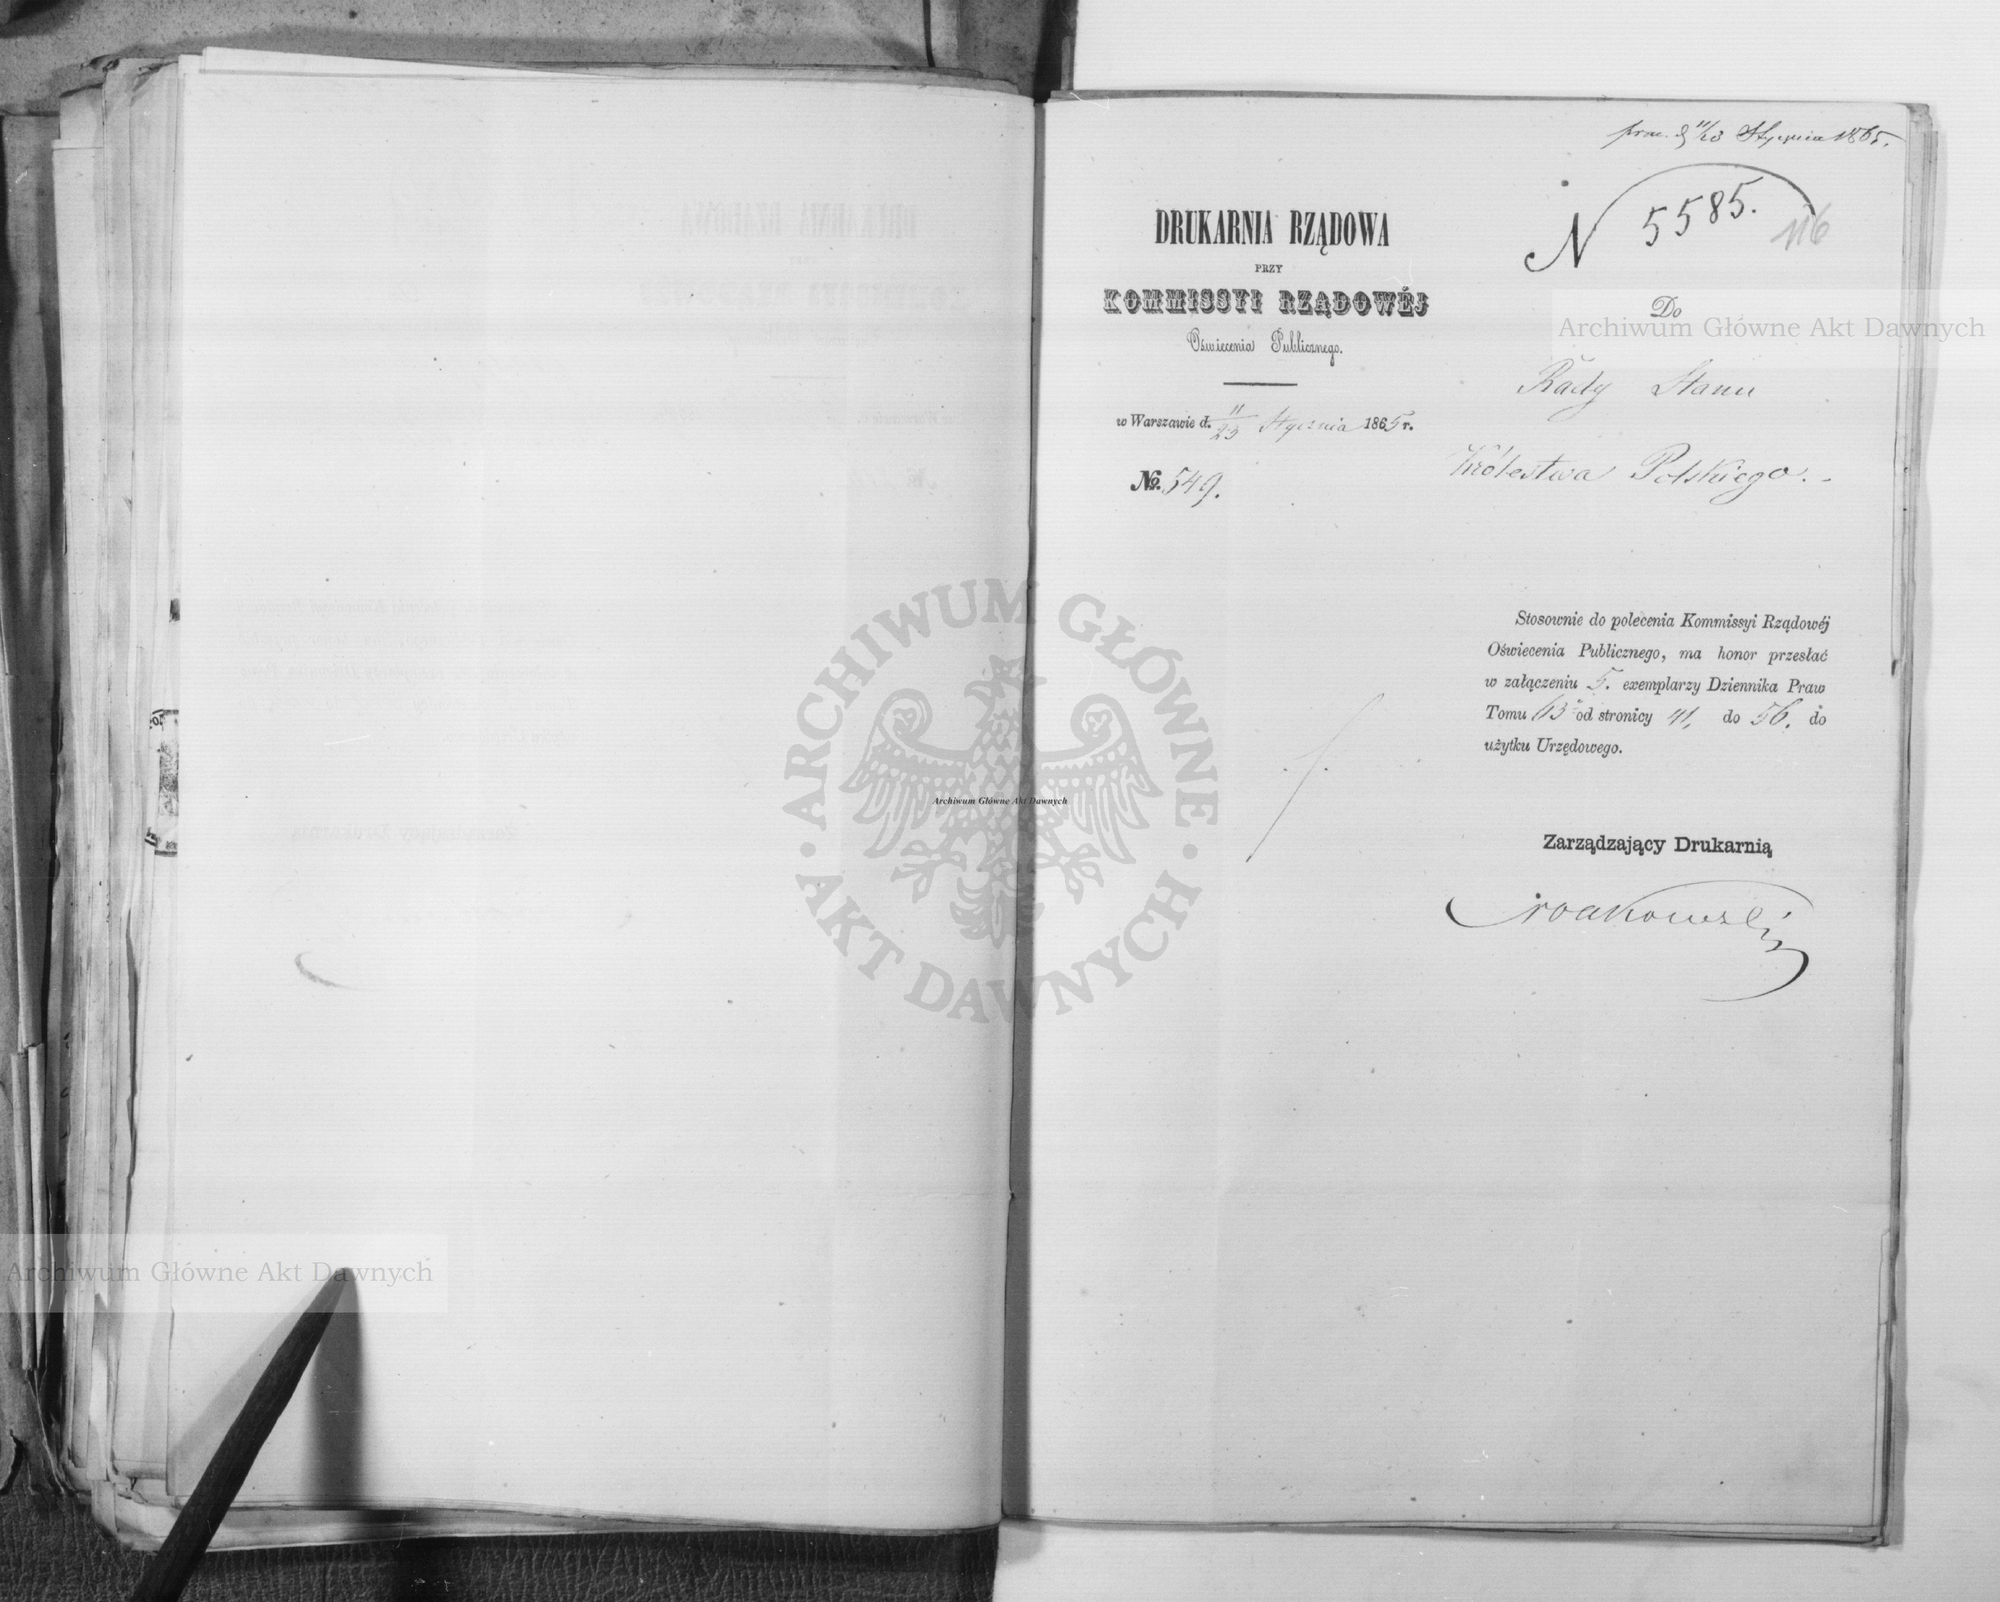 11/23 Stycznia 1865.
N 5585.
116
DRUKARNIA RZĄDOWA
PRZY
KOMMISSYI RZĄDOWÉJ
Oświecenia Publicznego.
w Warszawie d. 11/23 Stycznia 1865 r.
No. 549.
Do
Rady Stanu
Królestwa Polskiego.
Stosownie do polecenia Kommissyi Rządowéj
Oświecenia Publicznego, ma honor przesłać
w załączeniu 5. exemplarzy Dziennika Praw
Tomu 63 od stronicy 41, do 56. do
użytku Urzędowego.
Zarządzający Drukarnią
Archiwum Główne Akt Dawnych
ARCHIWUM GŁÓWNE AKT DAWNYCH
Archiwum Główne Akt Dawnych
Archiwum Główne Akt Dawnych